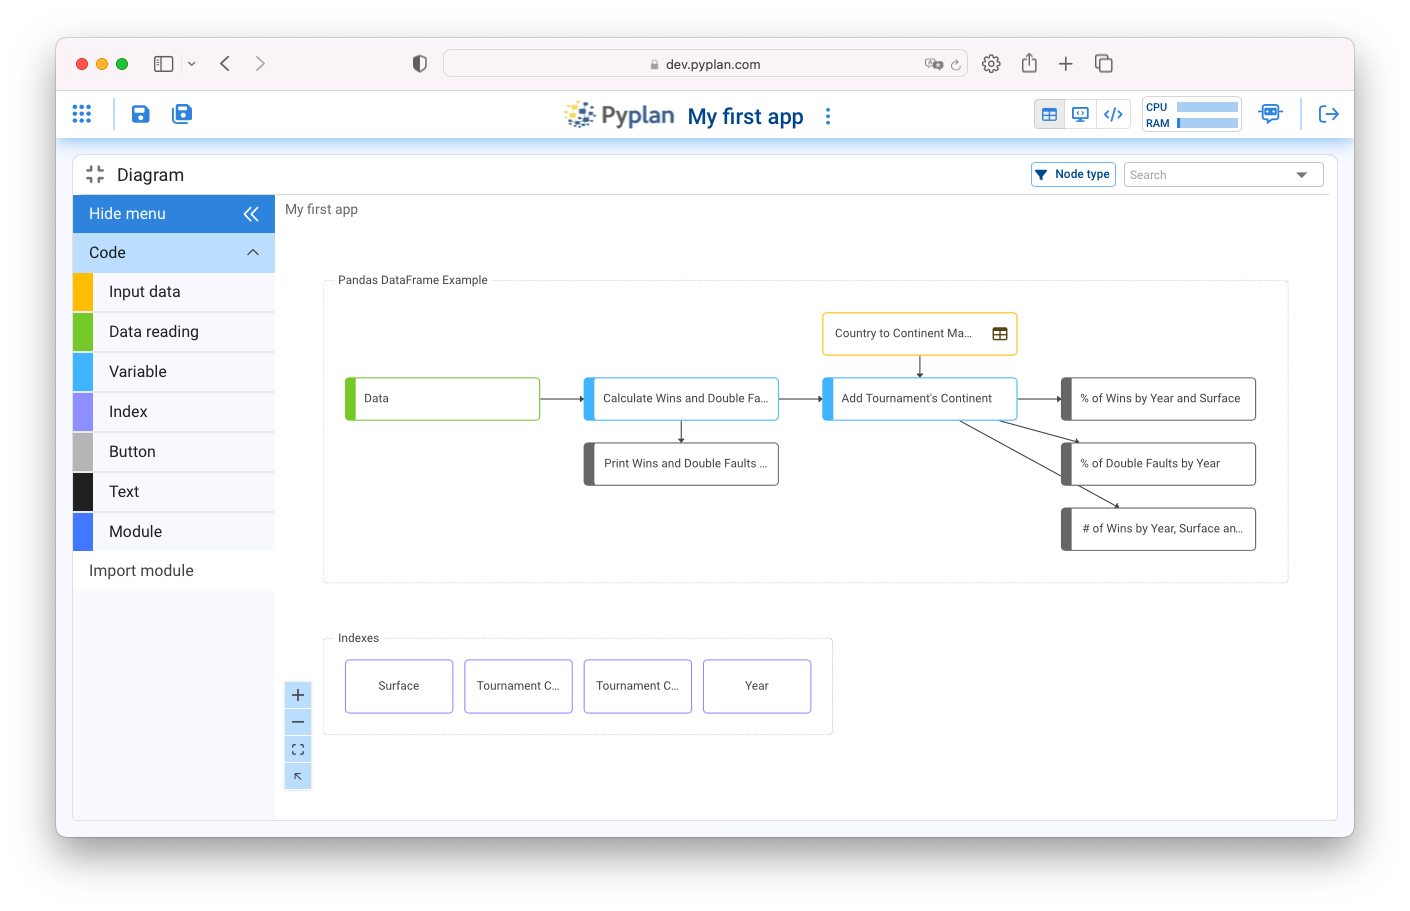 dev.pyplan.com
Pyplan My first app
CPU
RAM
Diagram
Node type
Search
Hide menu
Code
Input data
Data reading
Variable
Index
Button
Text
Module
Import module
My first app
Pandas DataFrame Example
Country to Continent Ma...
Data
Calculate Wins and Double Fa...
Add Tournament's Continent
% of Wins by Year and Surface
Print Wins and Double Faults ...
% of Double Faults by Year
# of Wins by Year, Surface an...
Indexes
Surface
Tournament C...
Tournament C...
Year